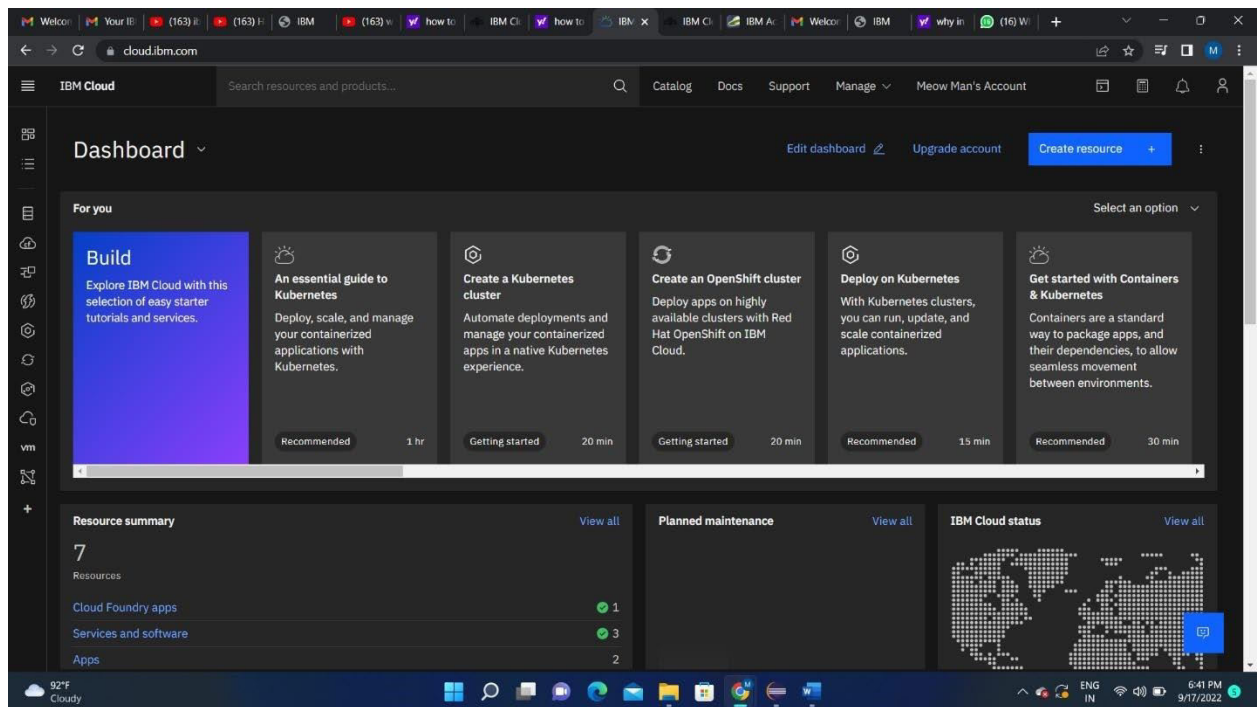 Welcon
Your IB
(163) ib
(163) H
IBM
(163) w
how to
IBM Clo
how to
IBM
IBM Clo
IBM Ac
Welcor
IBM
why in
(16) W
cloud.ibm.com
M
IBM Cloud
Search resources and products...
Catalog
Docs
Support
Manage
Meow Man's Account
Dashboard
Edit dashboard
Upgrade account
Create resource +
For you
Select an option
Build
Explore IBM Cloud with this
selection of easy starter
tutorials and services.
An essential guide to
Kubernetes
Deploy, scale, and manage
your containerized
applications with
Kubernetes.
Recommended
1 hr
Create a Kubernetes
cluster
Automate deployments and
manage your containerized
apps in a native Kubernetes
experience.
Getting started
20 min
Create an OpenShift cluster
Deploy apps on highly
available clusters with Red
Hat OpenShift on IBM
Cloud.
Getting started
20 min
Deploy on Kubernetes
With Kubernetes clusters,
you can run, update, and
scale containerized
applications.
Recommended
15 min
Get started with Containers
& Kubernetes
Containers are a standard
way to package apps, and
their dependencies, to allow
seamless movement
between environments.
Recommended
30 min
vm
Resource summary
View all
7
Resources
Cloud Foundry apps
1
Services and software
3
Apps
2
Planned maintenance
View all
IBM Cloud status
View all
92°F
Cloudy
ENG
IN
6:41 PM
9/17/2022
5